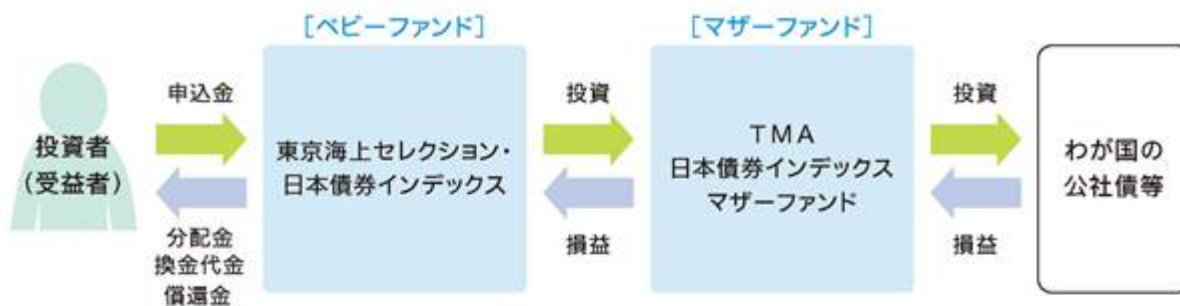 [ベビーファンド]
[マザーファンド]
投資者
(受益者)
申込金
分配金
換金代金
償還金
東京海上セレクション・
日本債券インデックス
投資
損益
TMA
日本債券インデックス
マザーファンド
投資
損益
わが国の
公社債等